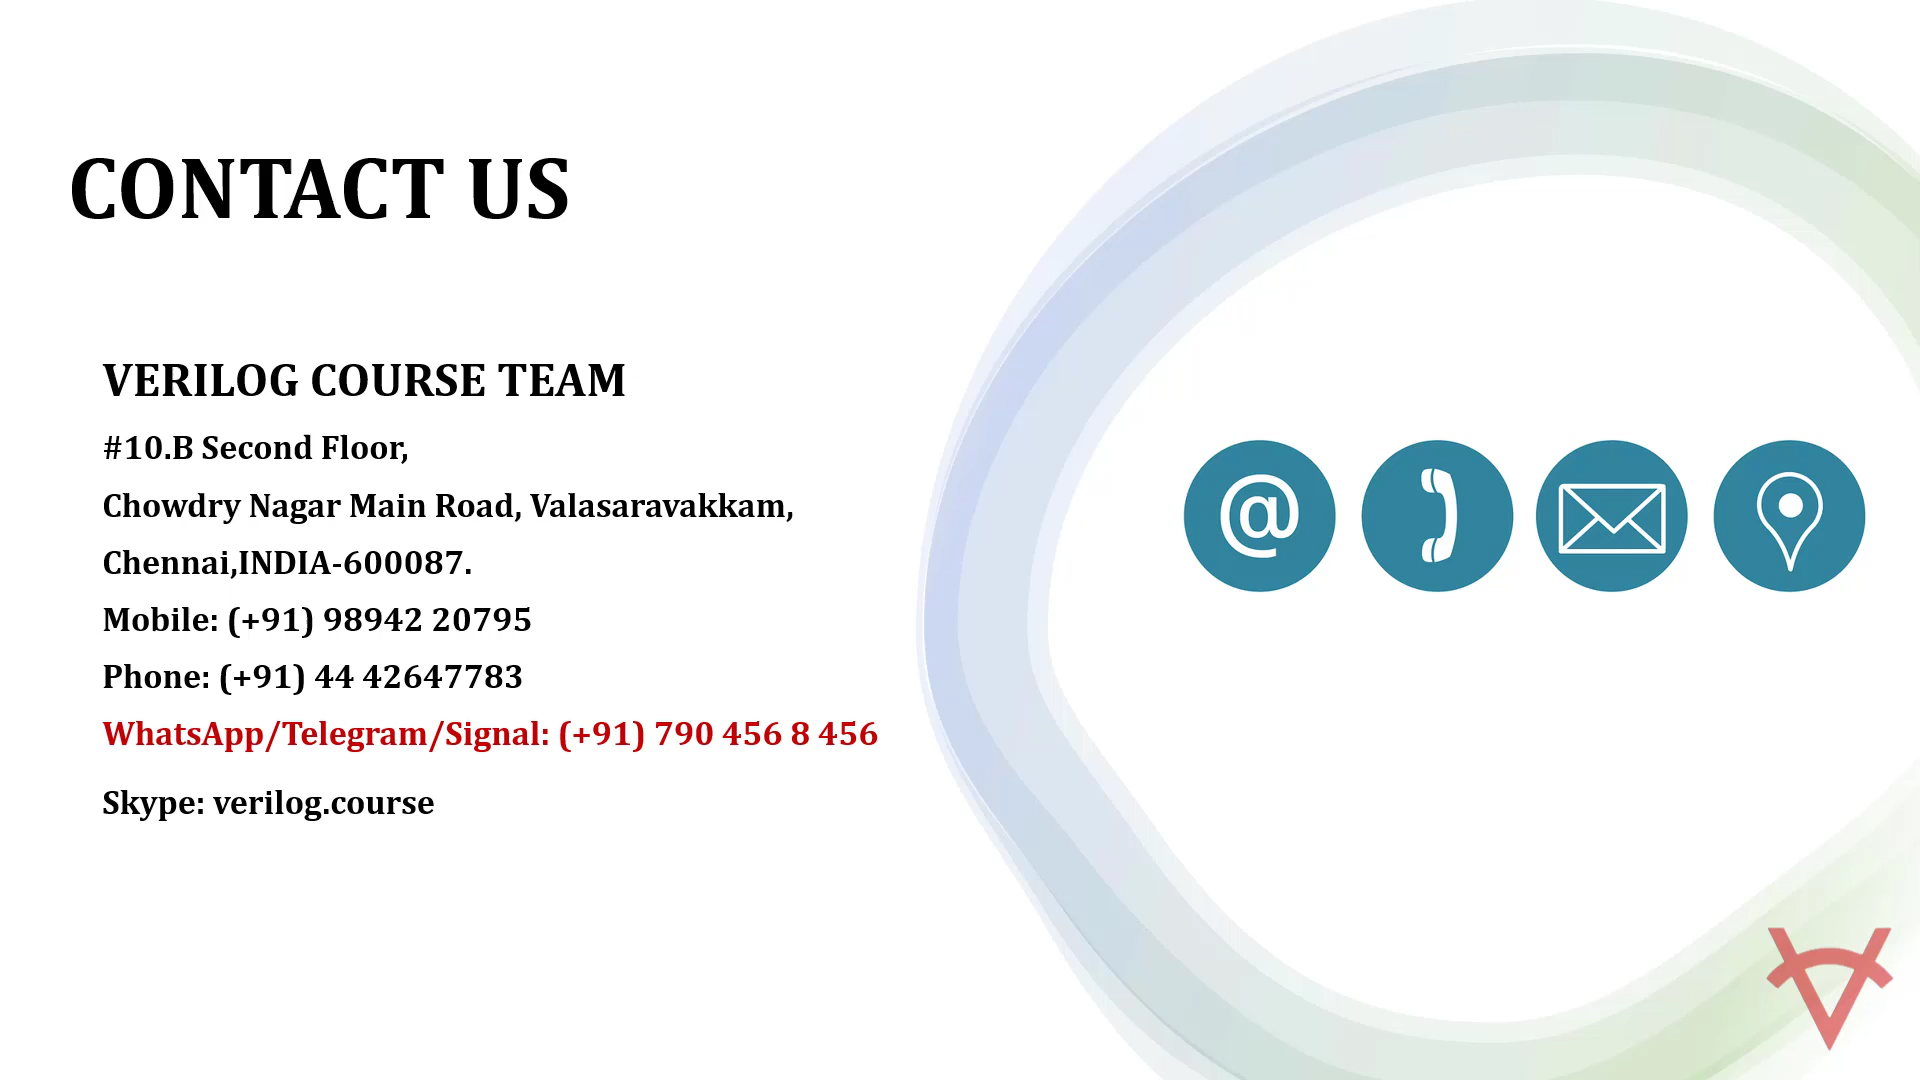 CONTACT US
VERILOG COURSE TEAM
#10.B Second Floor,
Chowdry Nagar Main Road, Valasaravakkam,
Chennai,INDIA-600087.
Mobile: (+91) 98942 20795
Phone: (+91) 44 42647783
WhatsApp/Telegram/Signal: (+91) 790 456 8 456
Skype: verilog.course